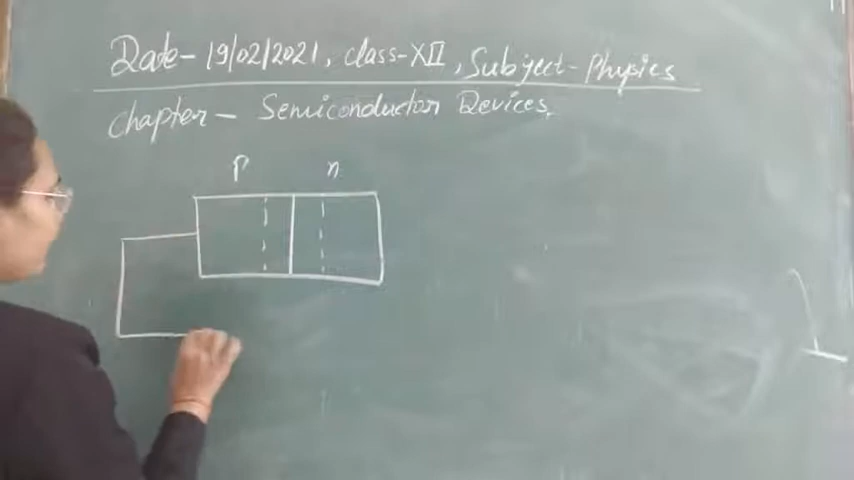 Date- 19/02/2021, class-XII, Subject- Physics
chapter - Semiconductor Devices,
P n